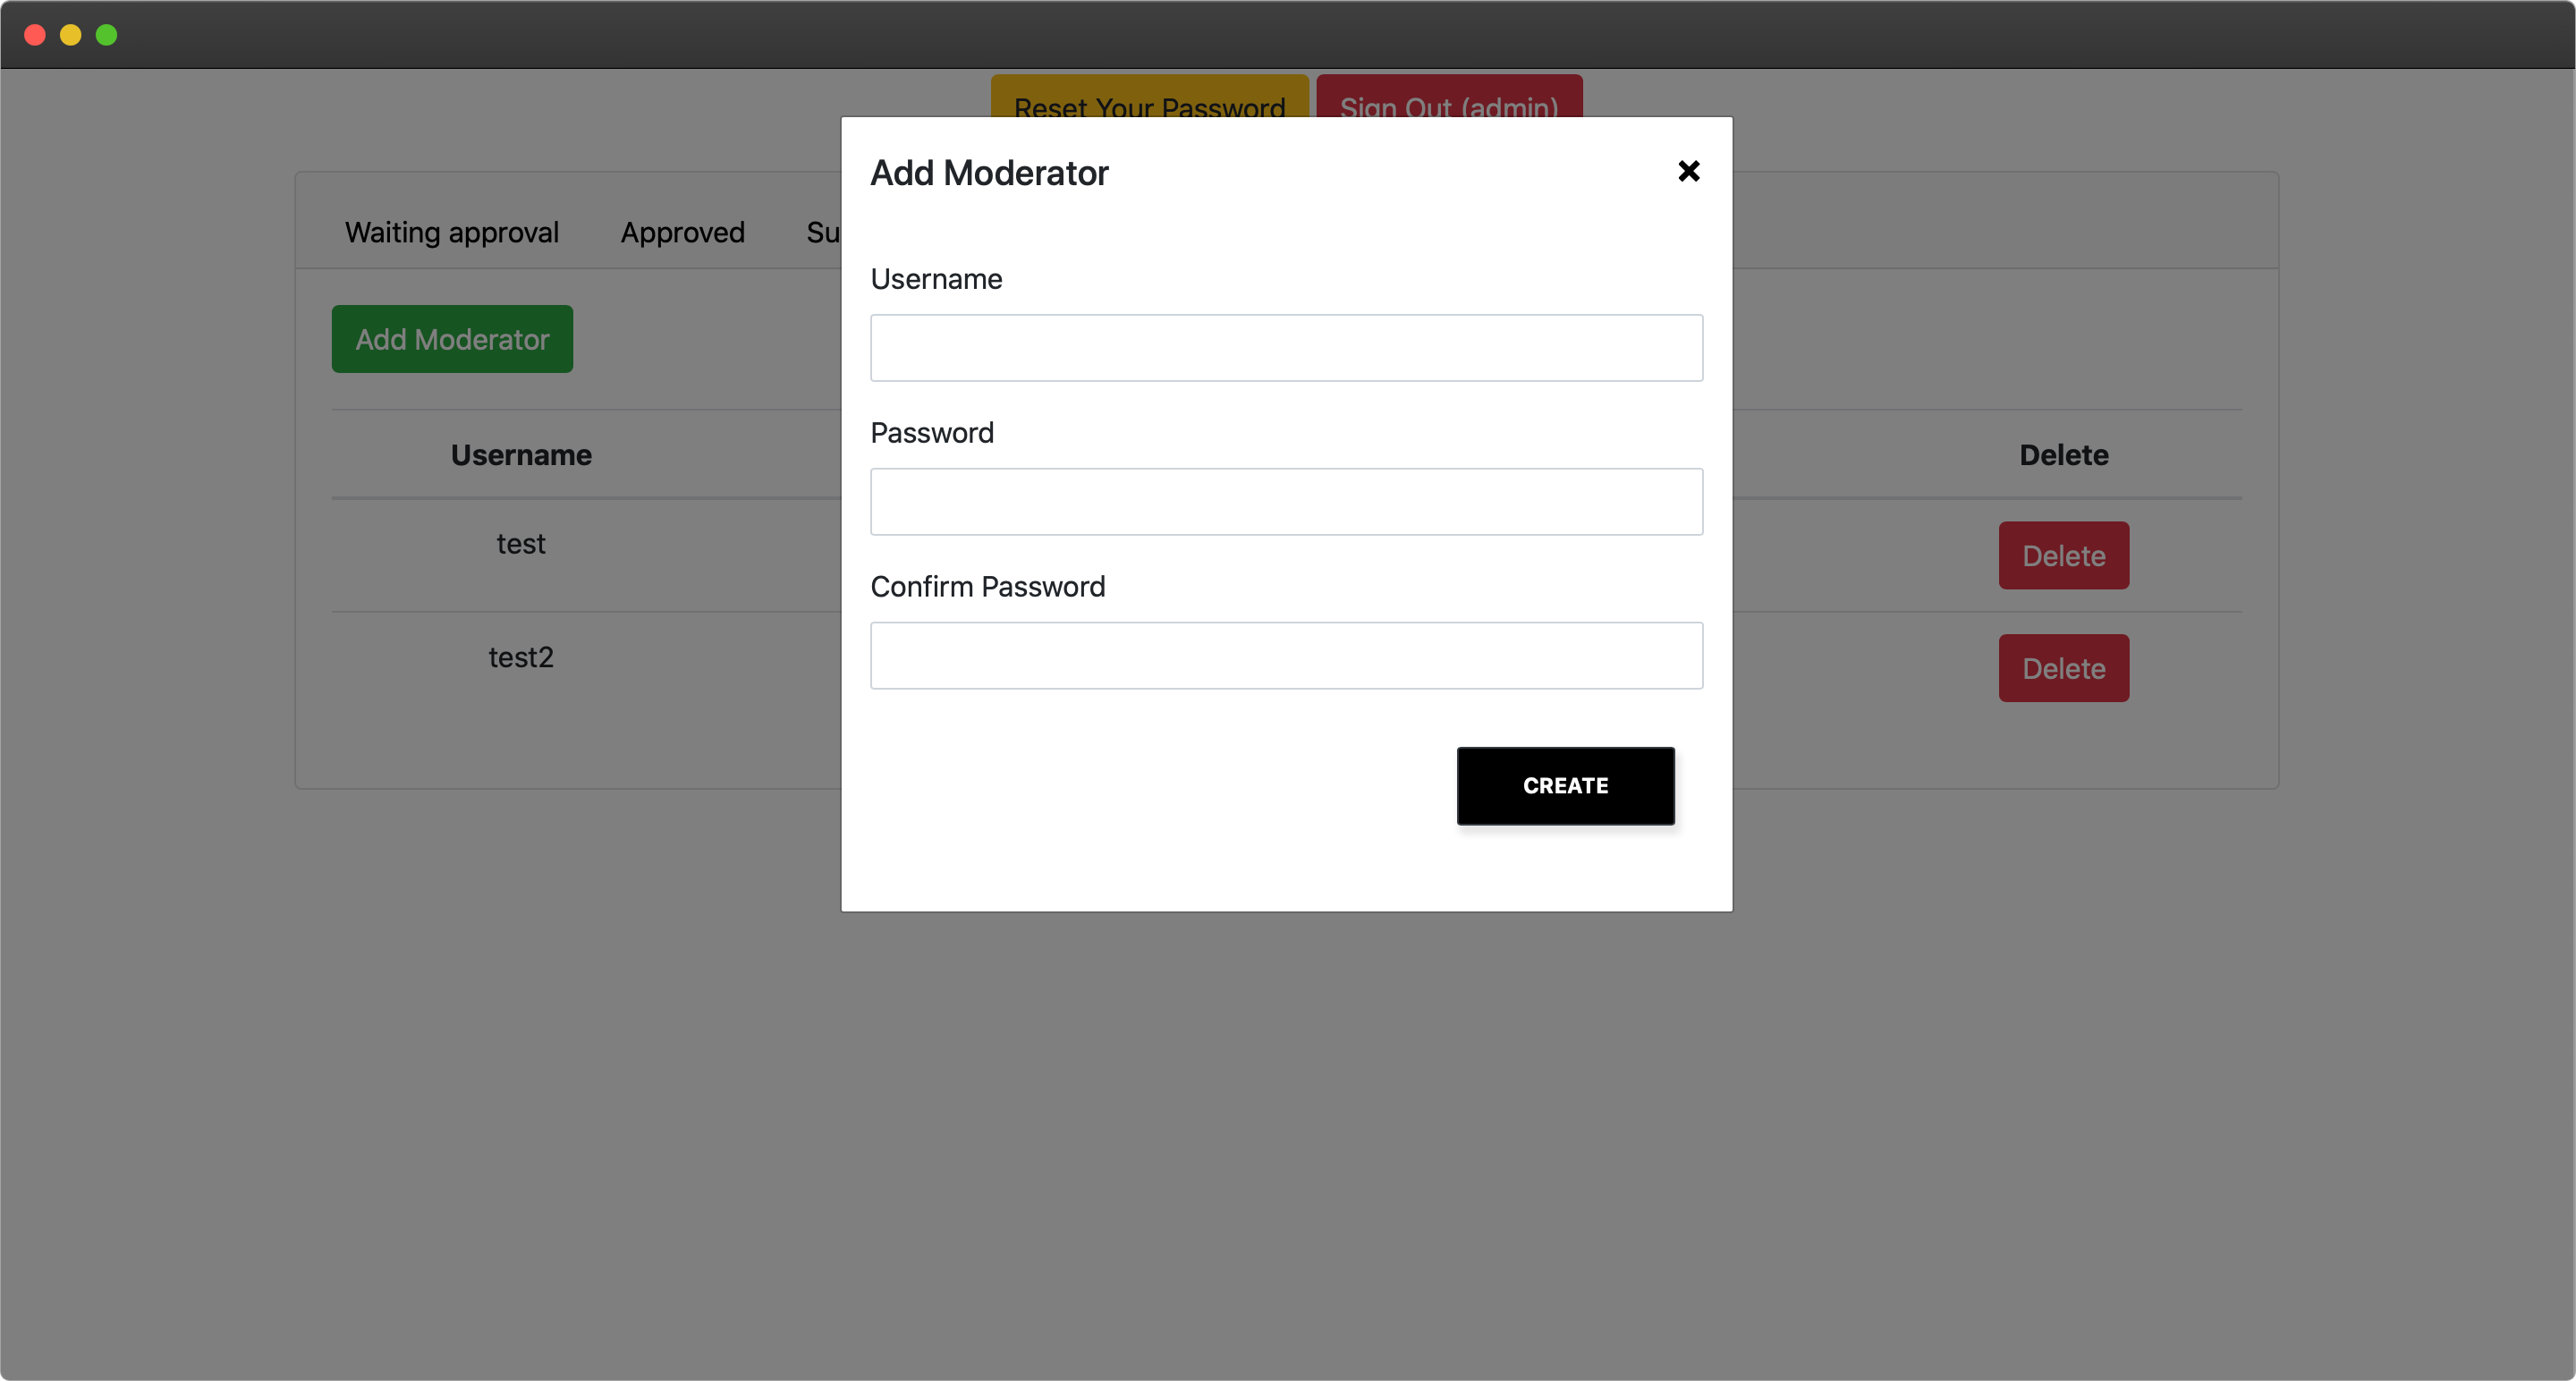 Reset Your Password
Sign Out (admin)
Add Moderator
Waiting approval
Approved
Su
Username
Add Moderator
Username
Delete
Password
test
Delete
Confirm Password
test2
Delete
CREATE